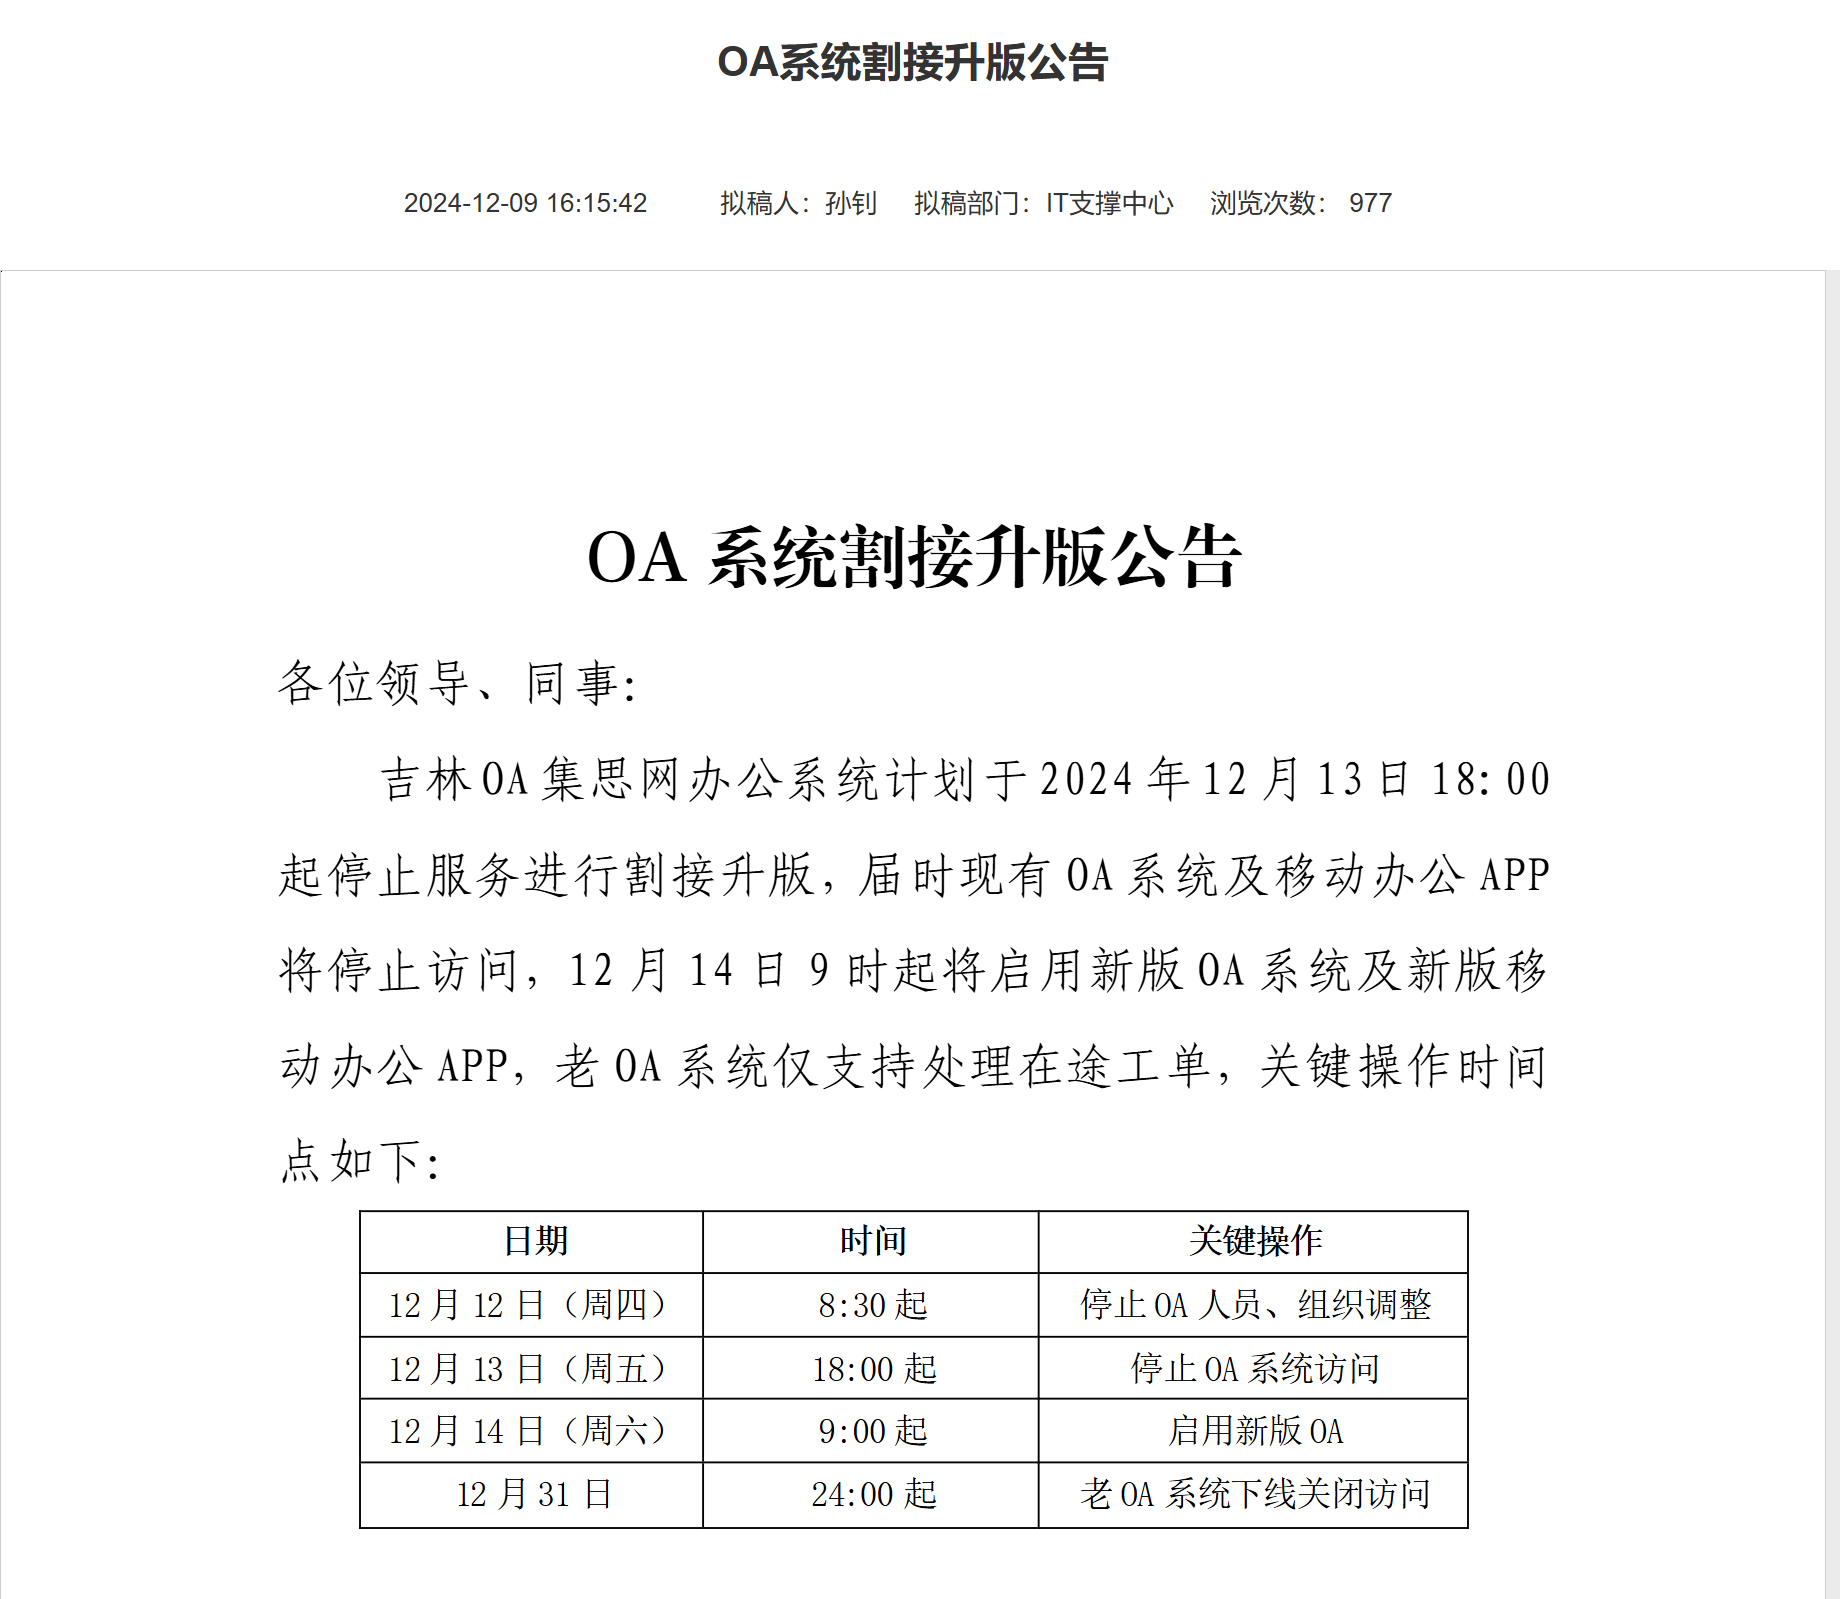 OA系统割接升版公告
2024-12-09 16:15:42 拟稿人：孙钊 拟稿部门：IT支撑中心 浏览次数： 977
OA 系统割接升版公告
各位领导、同事：
吉林 OA 集思网办公系统计划于 2024 年 12 月 13 日 18：00
起停止服务进行割接升版，届时现有 OA 系统及移动办公 APP
将停止访问，12 月 14 日 9 时起将启用新版 OA 系统及新版移
动办公 APP，老 OA 系统仅支持处理在途工单，关键操作时间
点如下：
日期 时间 关键操作
12 月 12 日（周四） 8:30 起 停止 OA 人员、组织调整
12 月 13 日（周五） 18:00 起 停止 OA 系统访问
12 月 14 日（周六） 9:00 起 启用新版 OA
12 月 31 日 24:00 起 老 OA 系统下线关闭访问